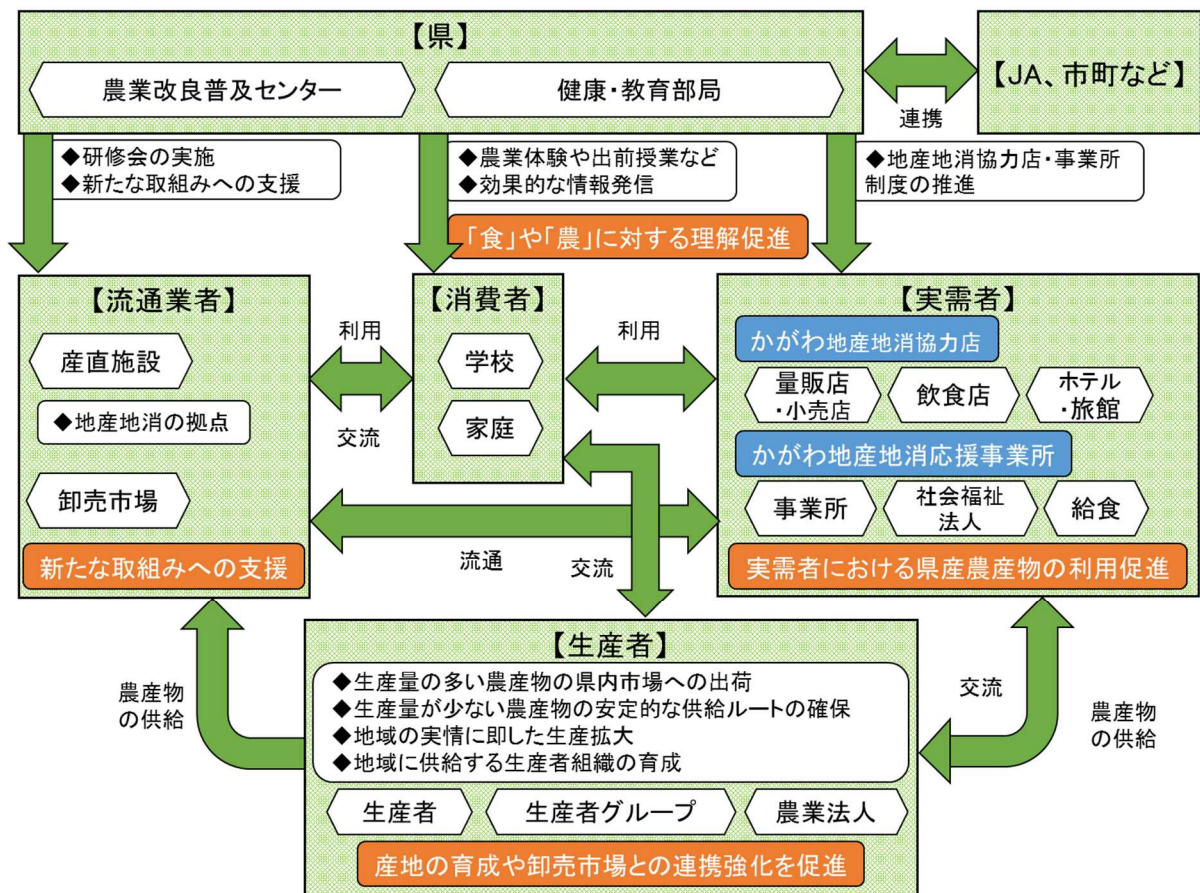 【県】
農業改良普及センター
健康・教育部局
連携
【JA、市町など】
◆研修会の実施
◆新たな取組みへの支援
◆農業体験や出前授業など
◆効果的な情報発信
◆地産地消協力店・事業所
制度の推進
「食」や「農」に対する理解促進
【流通業者】
産直施設
◆地産地消の拠点
卸売市場
新たな取組みへの支援
利用
交流
【消費者】
学校
家庭
利用
【実需者】
かがわ地産地消協力店
量販店
・小売店
飲食店
ホテル
・旅館
かがわ地産地消応援事業所
事業所
社会福祉
法人
給食
実需者における県産農産物の利用促進
流通
交流
農産物
の供給
【生産者】
◆生産量の多い農産物の県内市場への出荷
◆生産量が少ない農産物の安定的な供給ルートの確保
◆地域の実情に即した生産拡大
◆地域に供給する生産者組織の育成
生産者
生産者グループ
農業法人
産地の育成や卸売市場との連携強化を促進
交流
農産物
の供給